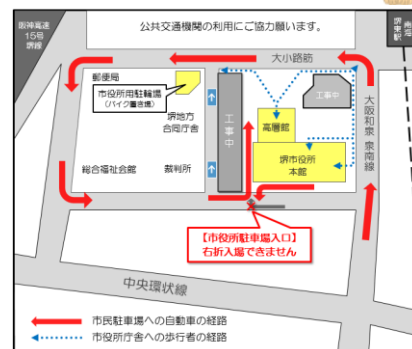 公共交通機関の利用にご協力願います。
阪神高速
15号
堺線
南海
堺東駅
大小路筋
郵便局
市役所用駐輪場
(バイク置き場)
工事中
堺地方
合同庁舎
工事中
高層館
大阪和泉泉南線
総合福祉会館
裁判所
堺市役所
本館
【市役所駐車場入口】
右折入場できません
中央環状線
市民駐車場への自動車の経路
市役所庁舎への歩行者の経路